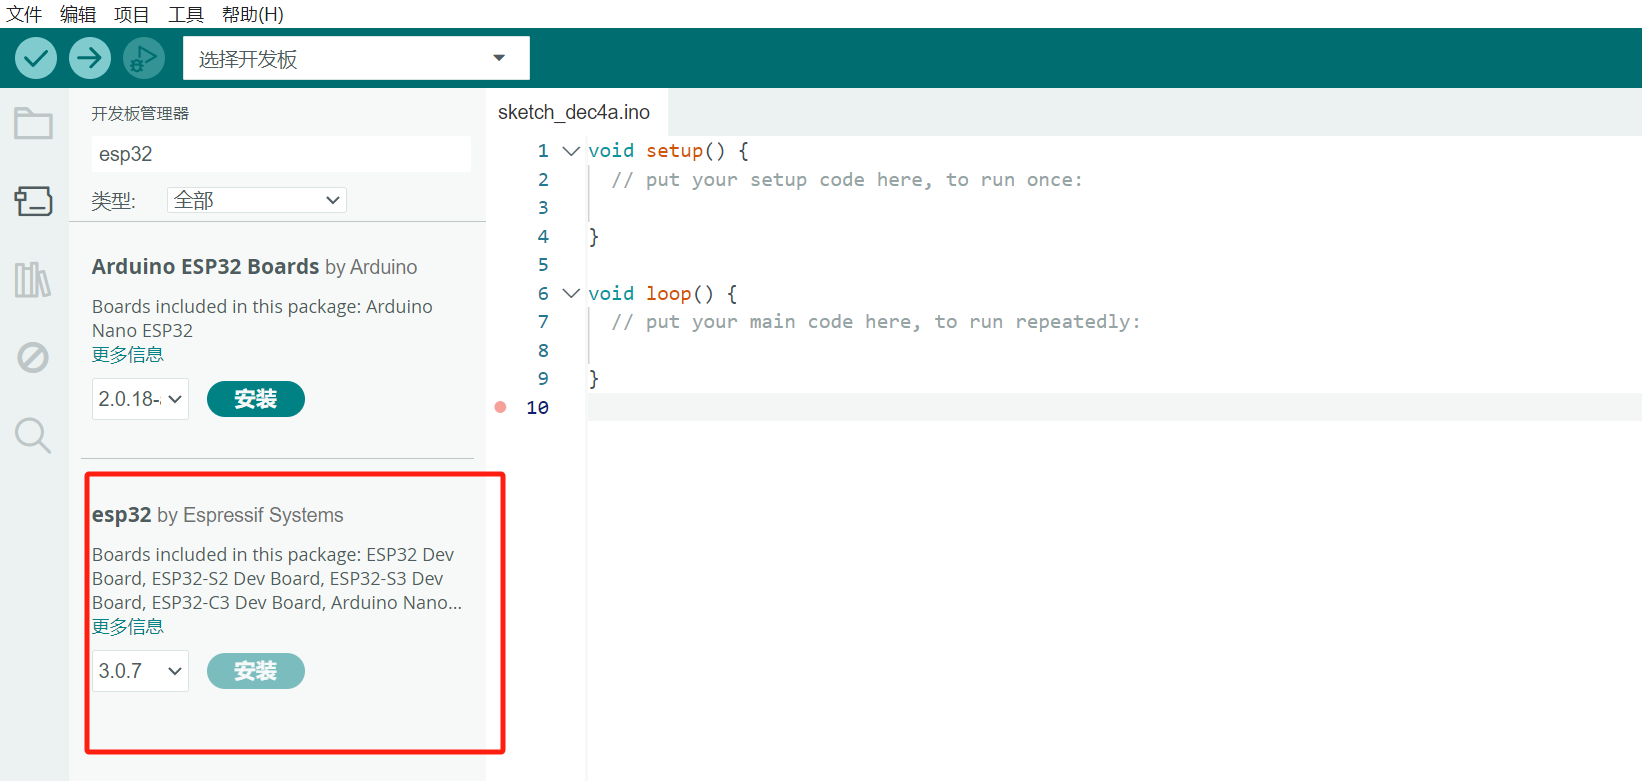 文件 编辑 项目 工具 帮助(H)
选择开发板
开发板管理器
esp32
类型: 全部
Arduino ESP32 Boards by Arduino
Boards included in this package: Arduino
Nano ESP32
更多信息
2.0.18-a 安装
esp32 by Espressif Systems
Boards included in this package: ESP32 Dev
Board, ESP32-S2 Dev Board, ESP32-S3 Dev
Board, ESP32-C3 Dev Board, Arduino Nano...
更多信息
3.0.7 安装
sketch_dec4a.ino
1 void setup() {
2 // put your setup code here, to run once:
3
4 }
5
6 void loop() {
7 // put your main code here, to run repeatedly:
8
9 }
10